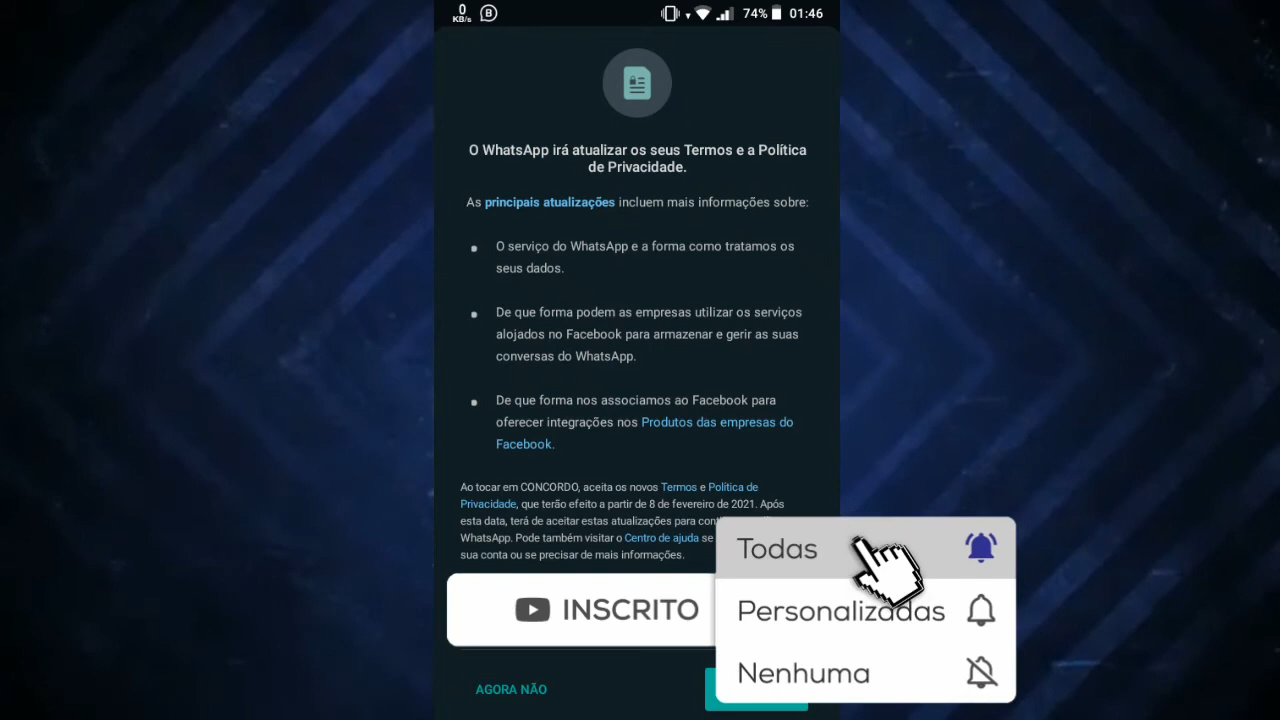 0
KB/s
B
74% 01:46
O WhatsApp irá atualizar os seus Termos e a Política
de Privacidade.
As principais atualizações incluem mais informações sobre:
O serviço do WhatsApp e a forma como tratamos os
seus dados.
De que forma podem as empresas utilizar os serviços
alojados no Facebook para armazenar e gerir as suas
conversas do WhatsApp.
De que forma nos associamos ao Facebook para
oferecer integrações nos Produtos das empresas do
Facebook.
Ao tocar em CONCORDO, aceita os novos Termos e Política de
Privacidade, que terão efeito a partir de 8 de fevereiro de 2021. Após
esta data, terá de aceitar estas atualizações para
WhatsApp. Pode também visitar o Centro de ajuda se
sua conta ou se precisar de mais informações.
INSCRITO
Todas
Personalizadas
Nenhuma
AGORA NÃO